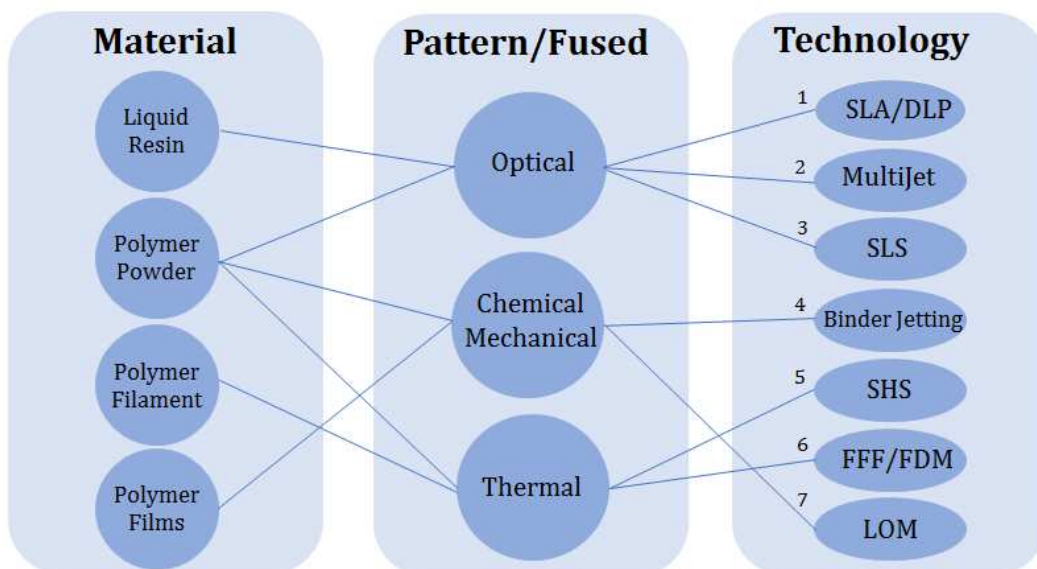 Material
Liquid
Resin
Polymer
Powder
Polymer
Filament
Polymer
Films
Pattern/Fused
Optical
Chemical
Mechanical
Thermal
Technology
1
SLA/DLP
2
MultiJet
3
SLS
4
Binder Jetting
5
SHS
6
FFF/FDM
7
LOM